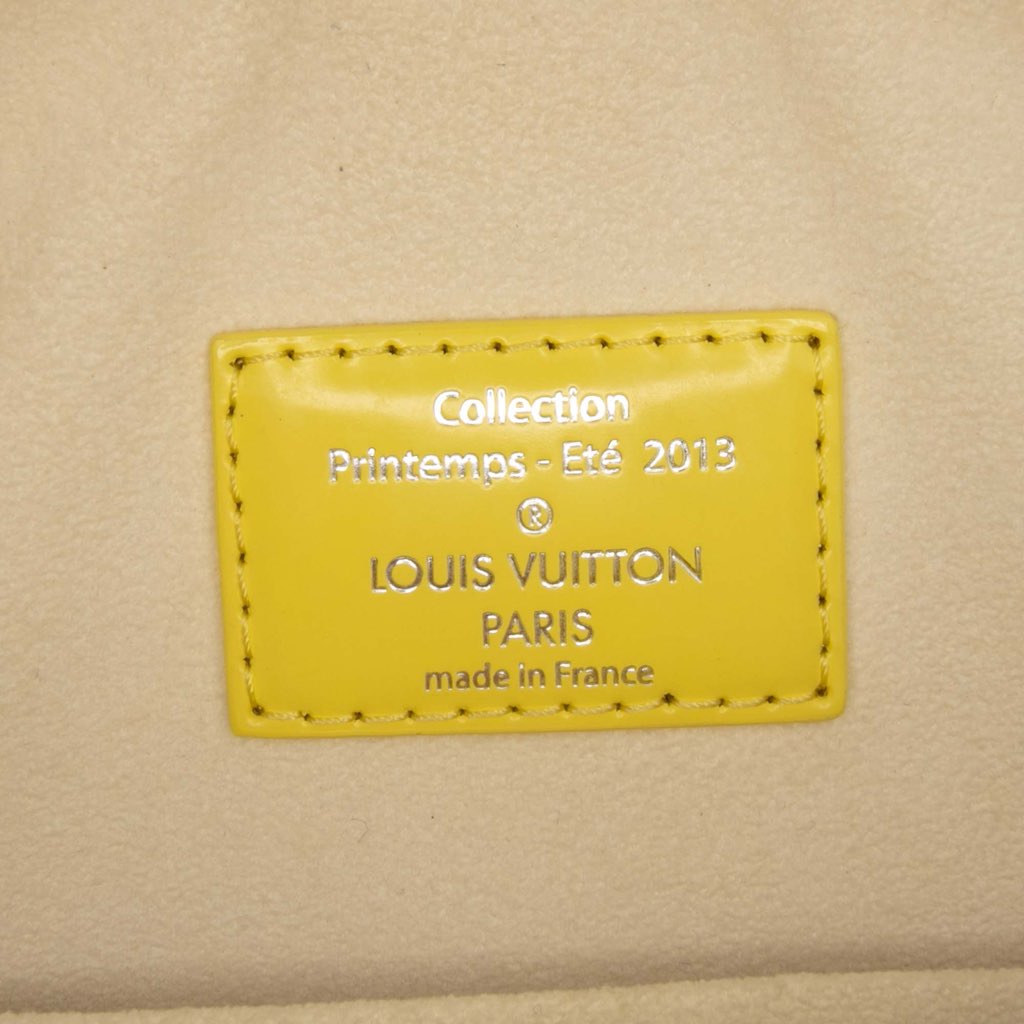 Collection
Printemps - Eté 2013
®
LOUIS VUITTON
PARIS
made in France